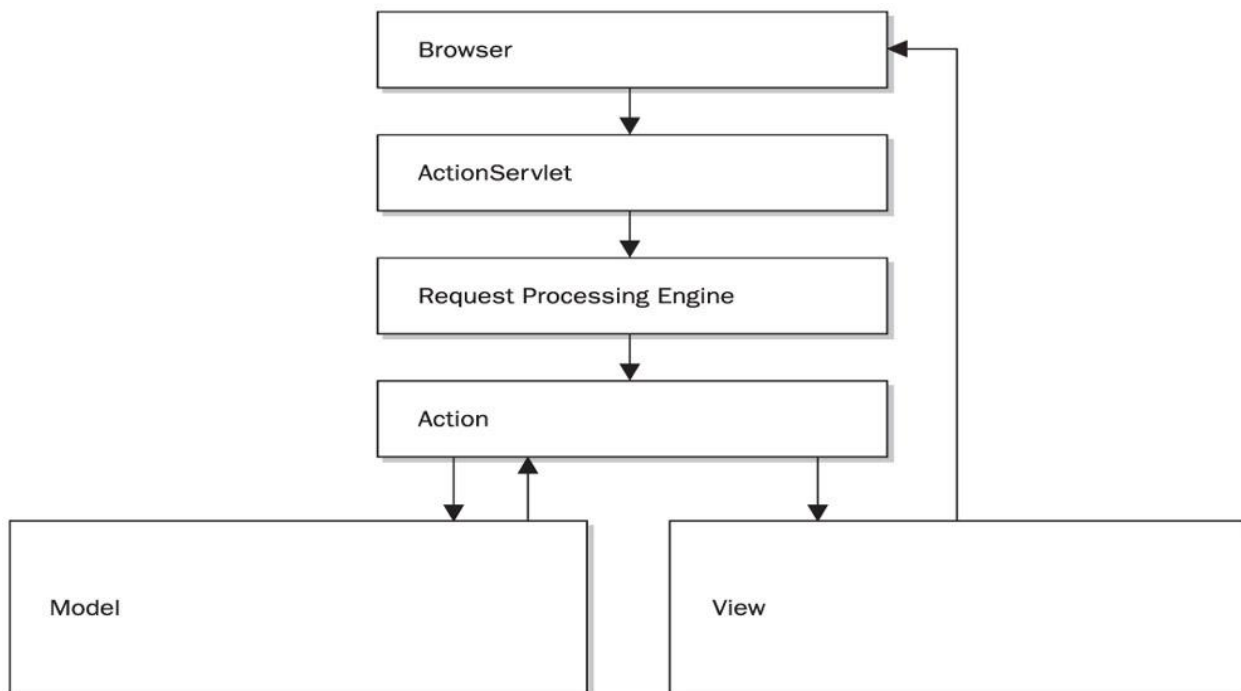 Browser
ActionServlet
Request Processing Engine
Action
Model
View